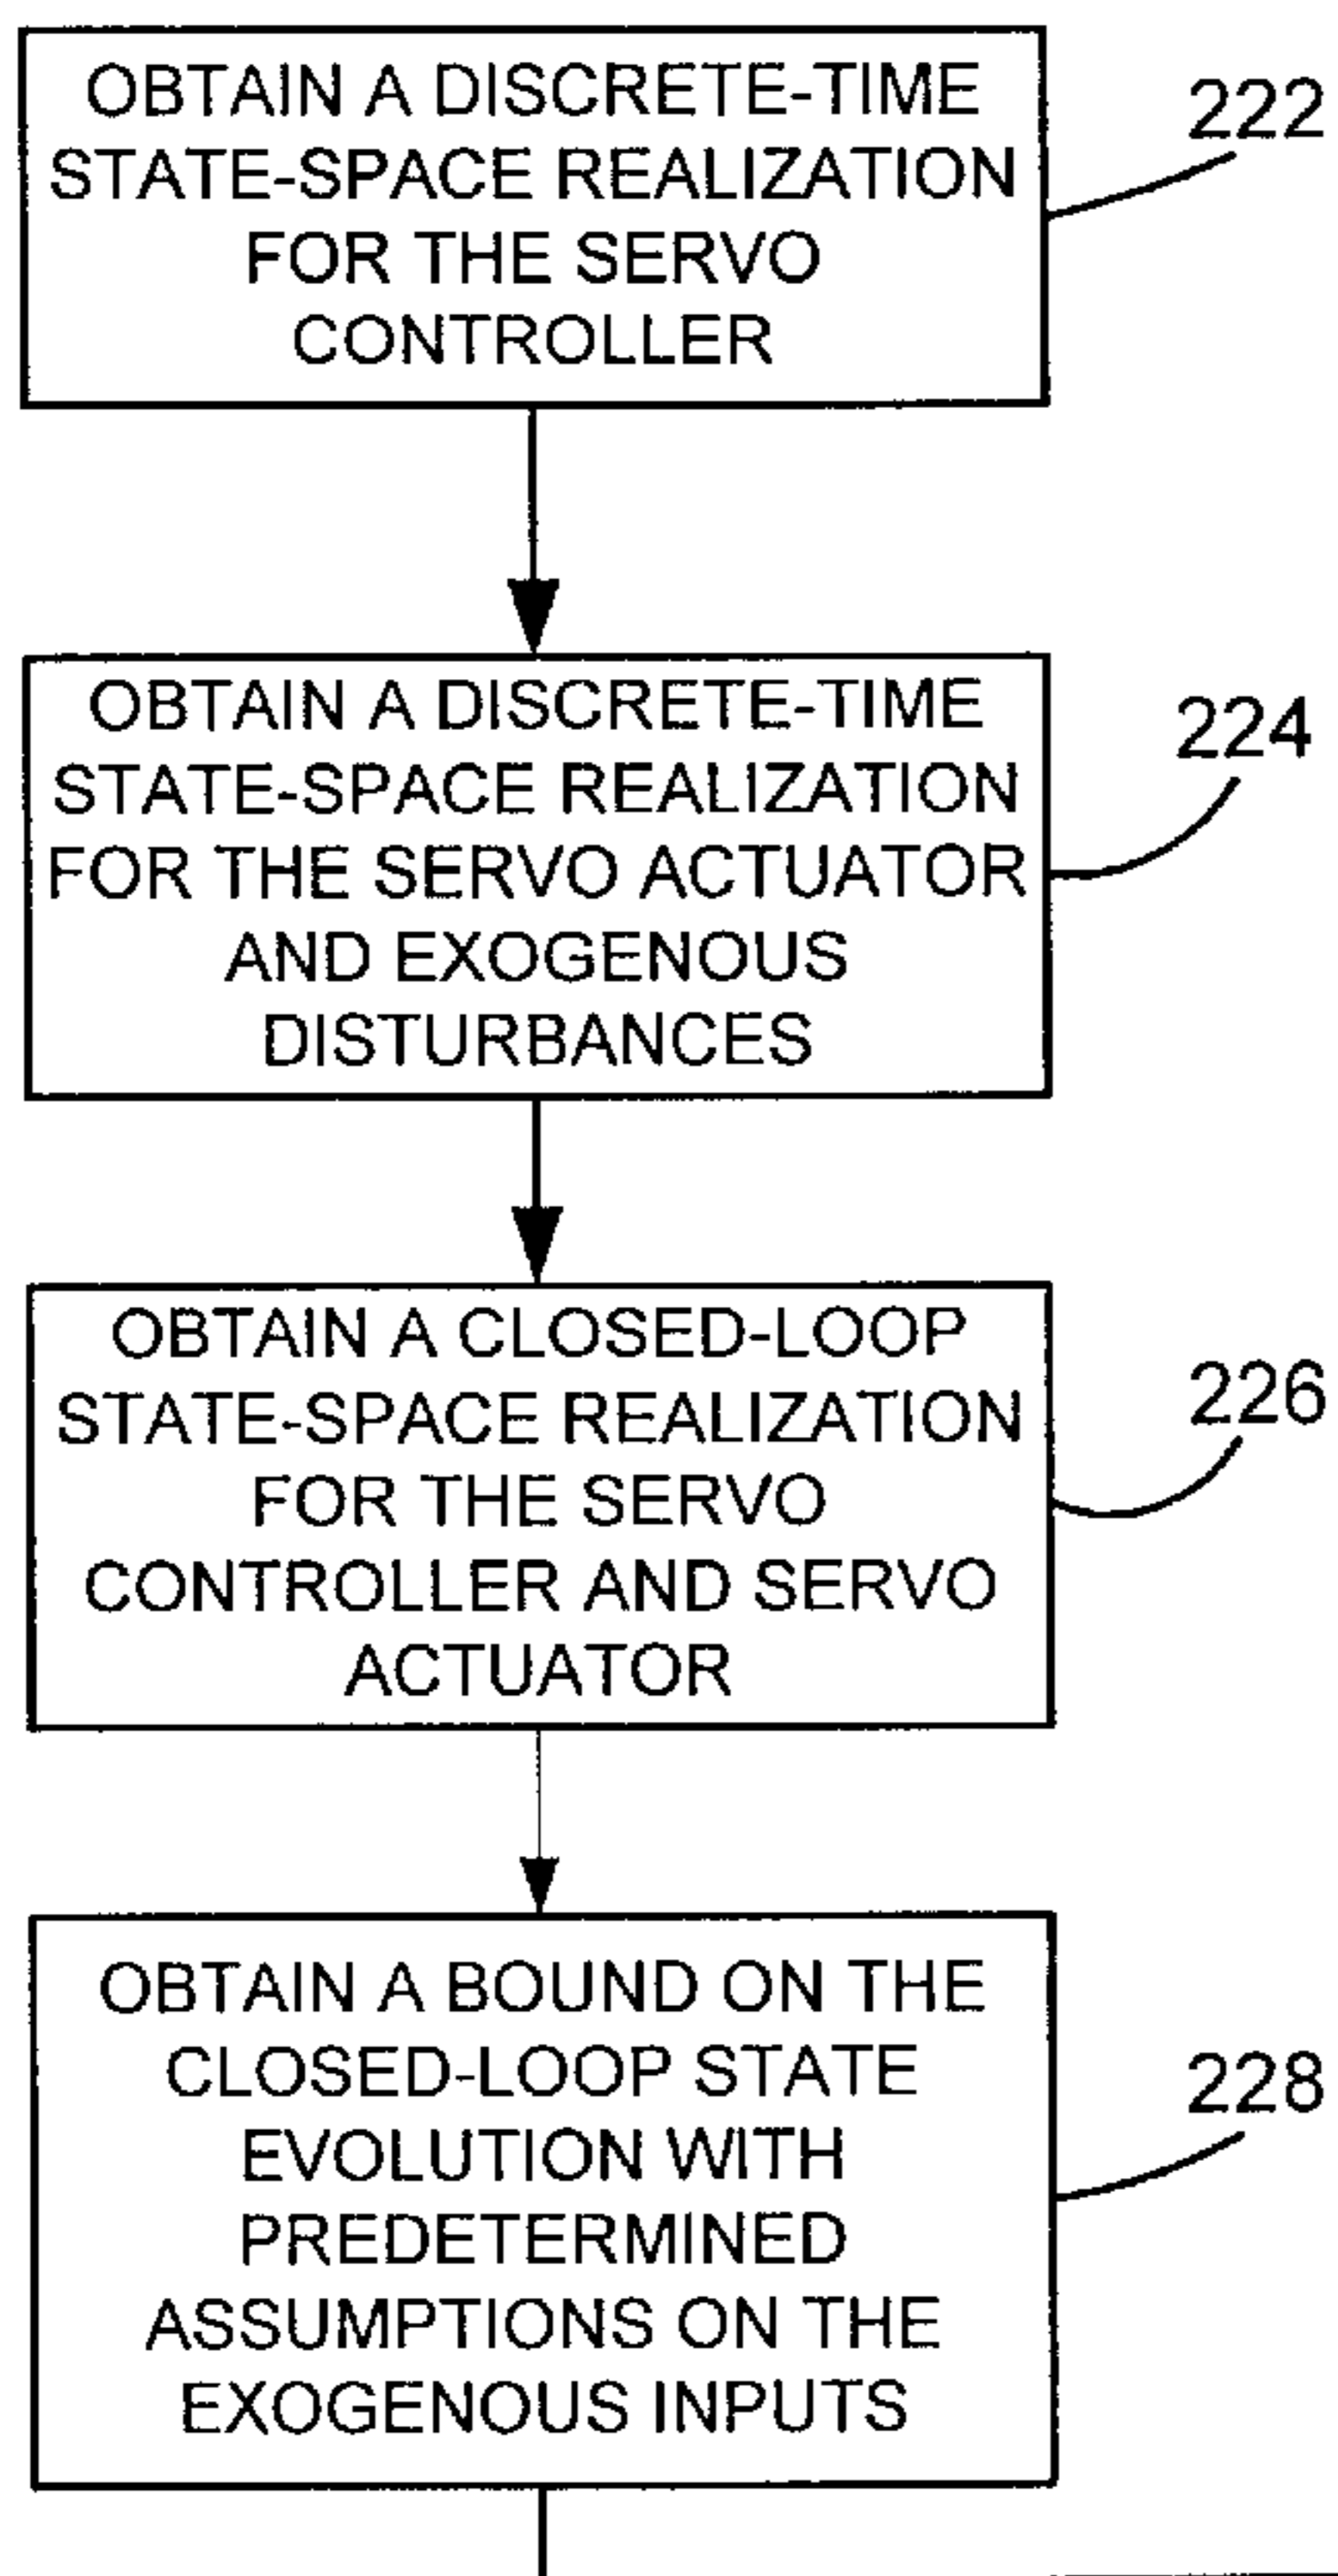 OBTAIN A DISCRETE-TIME
STATE-SPACE REALIZATION
FOR THE SERVO
CONTROLLER
222
OBTAIN A DISCRETE-TIME
STATE-SPACE REALIZATION
FOR THE SERVO ACTUATOR
AND EXOGENOUS
DISTURBANCES
224
OBTAIN A CLOSED-LOOP
STATE-SPACE REALIZATION
FOR THE SERVO
CONTROLLER AND SERVO
ACTUATOR
226
OBTAIN A BOUND ON THE
CLOSED-LOOP STATE
EVOLUTION WITH
PREDETERMINED
ASSUMPTIONS ON THE
EXOGENOUS INPUTS
228